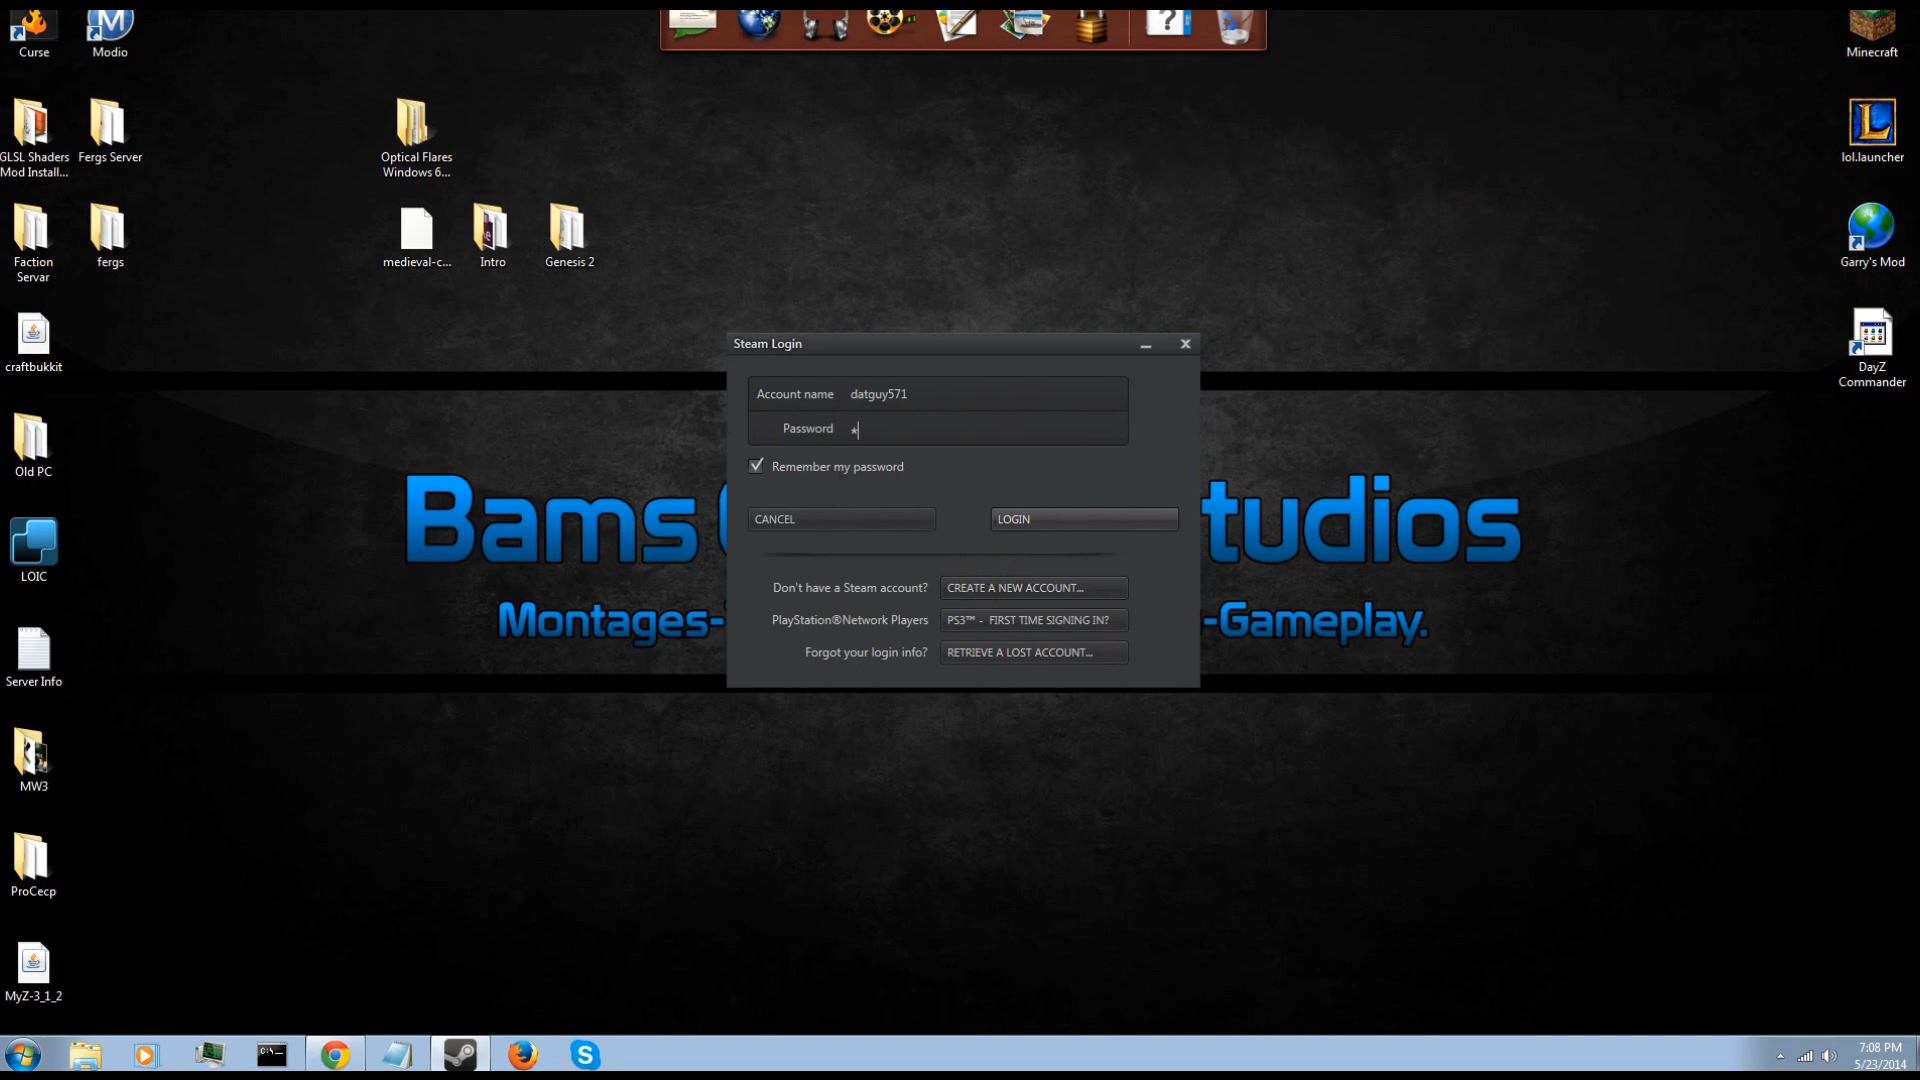 Curse
Modio
Minecraft
GLSL Shaders
Mod Install...
Fergs Server
Optical Flares
Windows 6...
lol.launcher
Faction
Servar
fergs
medieval-c...
Intro
Genesis 2
Garry's Mod
craftbukkit
DayZ
Commander
Old PC
LOIC
Server Info
MW3
ProCecp
MyZ-3_1_2
Steam Login
Account name datguy571
Password *
Remember my password
CANCEL
LOGIN
Don't have a Steam account? CREATE A NEW ACCOUNT...
PlayStation®Network Players PS3™ - FIRST TIME SIGNING IN?
Forgot your login info? RETRIEVE A LOST ACCOUNT...
Bams tudios
Montages- -Gameplay.
C:\_
7:08 PM
5/23/2014